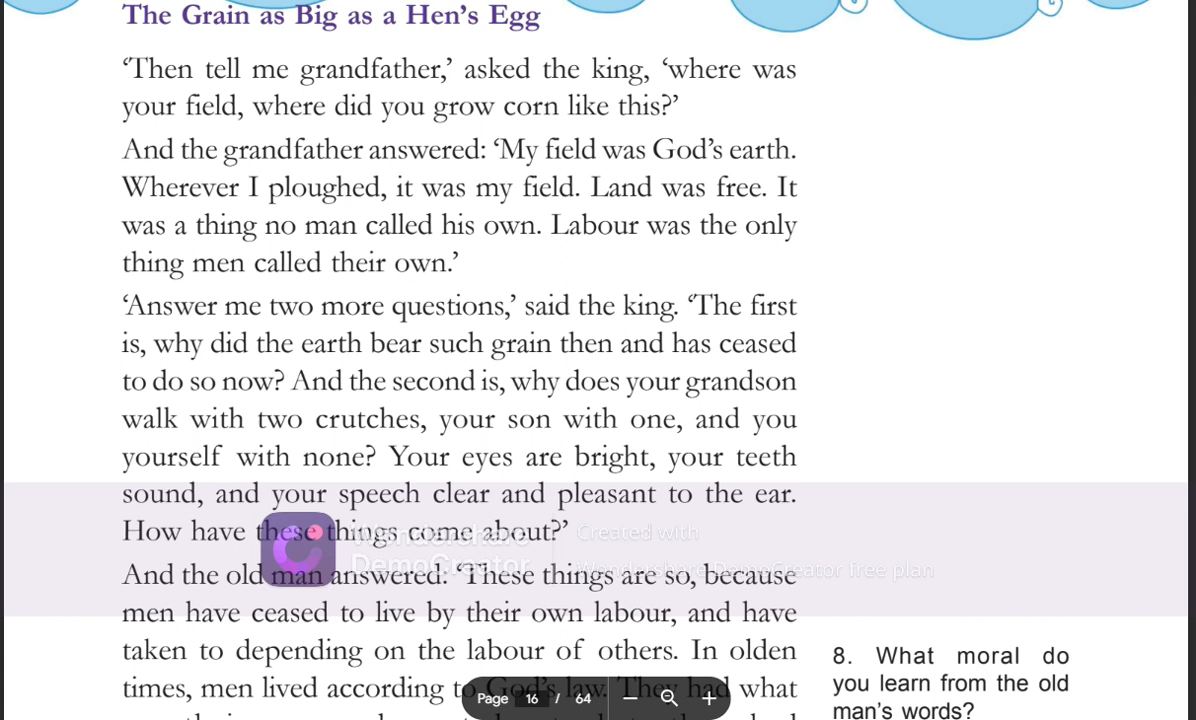 The Grain as Big as a Hen's Egg
‘Then tell me grandfather,’ asked the king, ‘where was
your field, where did you grow corn like this?’
And the grandfather answered: ‘My field was God’s earth.
Wherever I ploughed, it was my field. Land was free. It
was a thing no man called his own. Labour was the only
thing men called their own.’
‘Answer me two more questions,’ said the king. ‘The first
is, why did the earth bear such grain then and has ceased
to do so now? And the second is, why does your grandson
walk with two crutches, your son with one, and you
yourself with none? Your eyes are bright, your teeth
sound, and your speech clear and pleasant to the ear.
How have these things come about?’
Wondershare
DemoCreator
Created with
Wondershare DemoCreator free plan
And the old man answered: ‘These things are so, because
men have ceased to live by their own labour, and have
taken to depending on the labour of others. In olden
times, men lived according to God’s law. They had what
8. What moral do
you learn from the old
man’s words?
Page 16 / 64